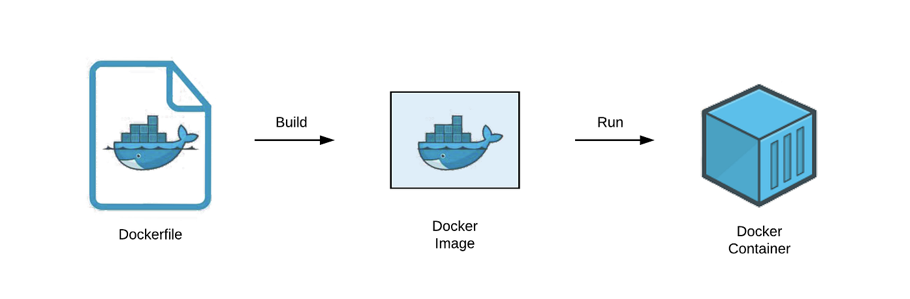 Build
Run
Dockerfile
Docker
Image
Docker
Container